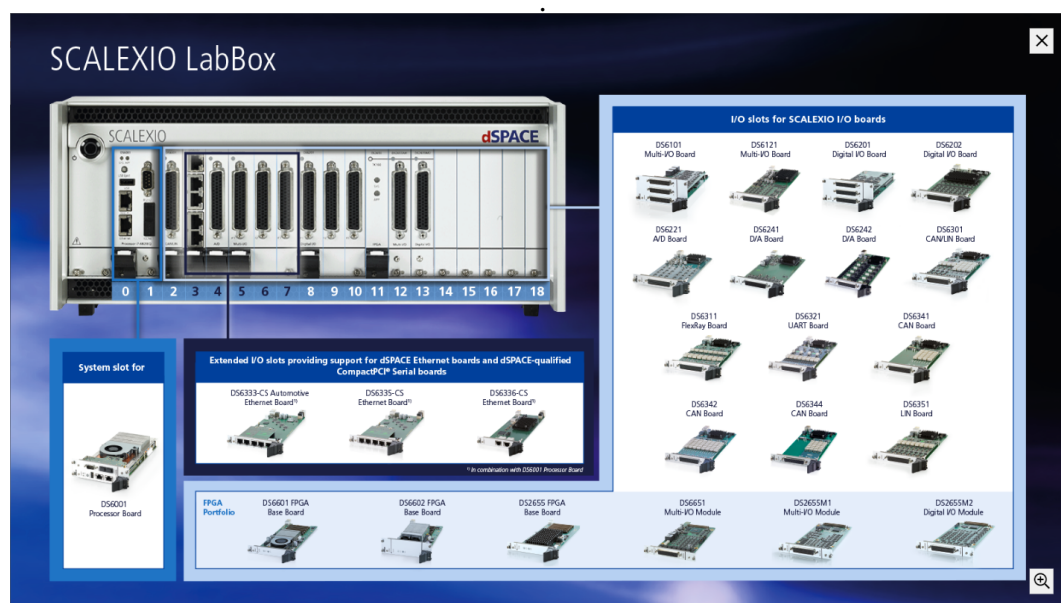 SCALEXIO LabBox
SCALEXIO
dSPACE
0 1 2 3 4 5 6 7 8 9 10 11 12 13 14 15 16 17 18
I/O slots for SCALEXIO I/O boards
DS6101
Multi-I/O Board
DS6121
Multi-I/O Board
DS6201
Digital I/O Board
DS6202
Digital I/O Board
DS6221
A/D Board
DS6241
D/A Board
DS6242
D/A Board
DS6301
CAN/LIN Board
DS6311
FlexRay Board
DS6321
UART Board
DS6341
CAN Board
DS6342
CAN Board
DS6344
CAN Board
DS6351
LIN Board
System slot for
DS6001
Processor Board
Extended I/O slots providing support for dSPACE Ethernet boards and dSPACE-qualified
CompactPCI® Serial boards
DS6333-CS Automotive
Ethernet Board¹⁾
DS6335-CS
Ethernet Board¹⁾
DS6336-CS
Ethernet Board¹⁾
¹⁾ In combination with DS6001 Processor Board
FPGA
Portfolio
DS6601 FPGA
Base Board
DS6602 FPGA
Base Board
DS2655 FPGA
Base Board
DS6651
Multi-I/O Module
DS2655M1
Multi-I/O Module
DS2655M2
Digital I/O Module